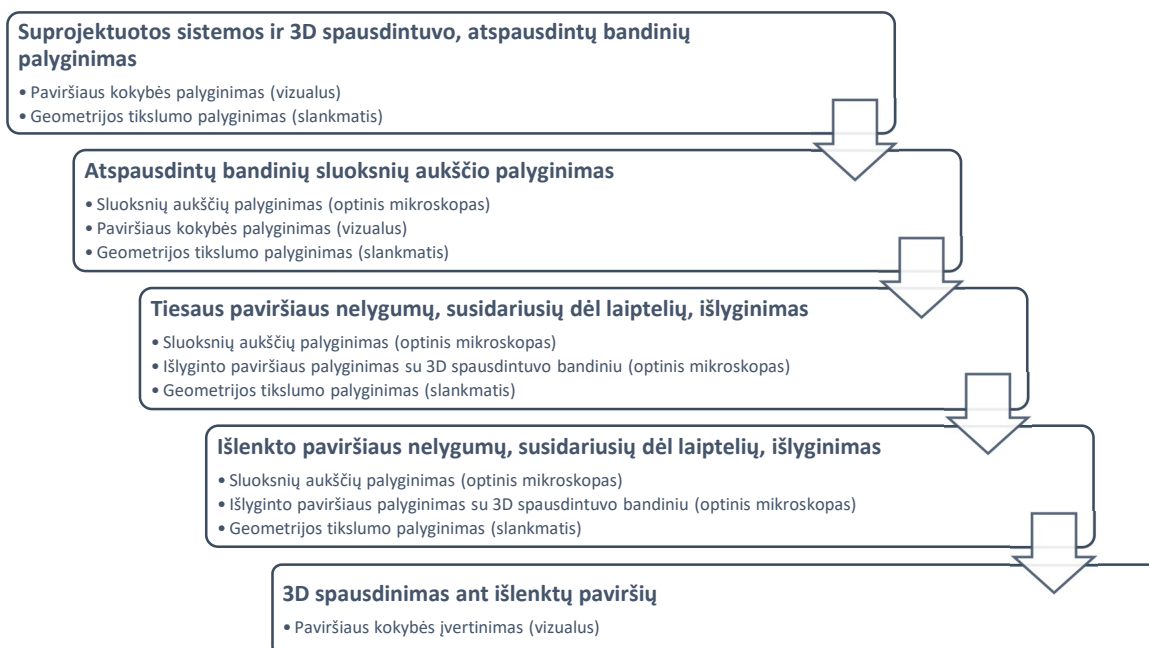 Suprojektuotos sistemos ir 3D spausdintuvo, atspausdintų bandinių
palyginimas
• Paviršiaus kokybės palyginimas (vizualus)
• Geometrijos tikslumo palyginimas (slankmatis)
Atspausdintų bandinių sluoksnių aukščio palyginimas
• Sluoksnių aukščių palyginimas (optinis mikroskopas)
• Paviršiaus kokybės palyginimas (vizualus)
• Geometrijos tikslumo palyginimas (slankmatis)
Tiesaus paviršiaus nelygumų, susidariusių dėl laiptelių, išlyginimas
• Sluoksnių aukščių palyginimas (optinis mikroskopas)
• Išlyginto paviršiaus palyginimas su 3D spausdintuvo bandiniu (optinis mikroskopas)
• Geometrijos tikslumo palyginimas (slankmatis)
Išlenkto paviršiaus nelygumų, susidariusių dėl laiptelių, išlyginimas
• Sluoksnių aukščių palyginimas (optinis mikroskopas)
• Išlyginto paviršiaus palyginimas su 3D spausdintuvo bandiniu (optinis mikroskopas)
• Geometrijos tikslumo palyginimas (slankmatis)
3D spausdinimas ant išlenktų paviršių
• Paviršiaus kokybės įvertinimas (vizualus)